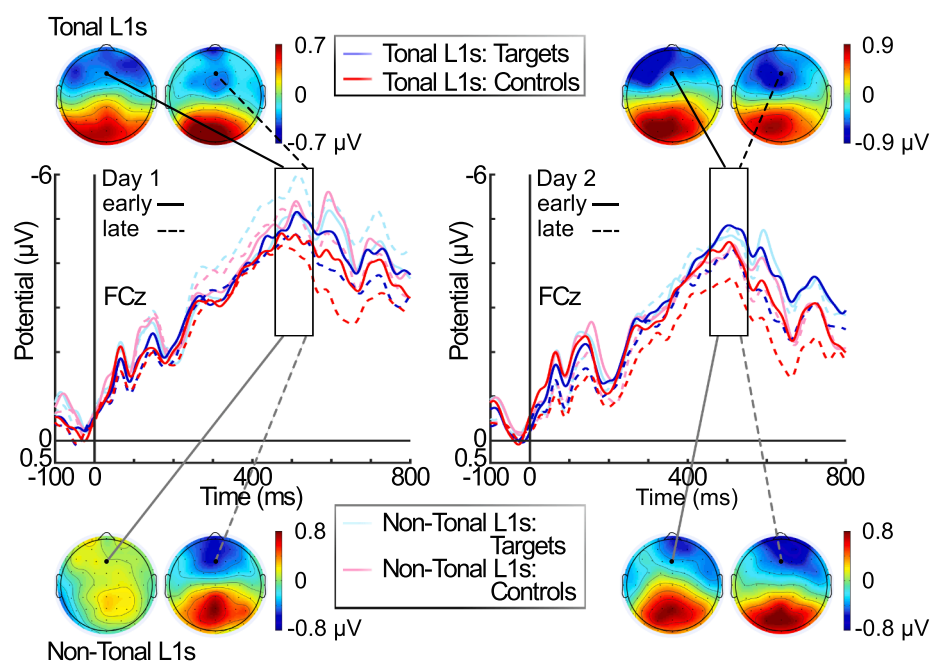 Tonal L1s
0.7
0
-0.7 µV
Tonal L1s: Targets
Tonal L1s: Controls
0.9
0
-0.9 µV
-6
Potential (µV)
0
0.5
Day 1
early
late
FCz
-100
0
400
800
Time (ms)
-6
Potential (µV)
0
0.5
Day 2
early
late
FCz
-100
0
400
800
Time (ms)
0.8
0
-0.8 µV
Non-Tonal L1s
Non-Tonal L1s:
Targets
Non-Tonal L1s:
Controls
0.8
0
-0.8 µV